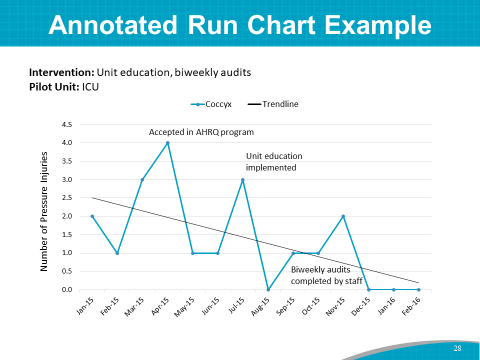 Annotated Run Chart Example
Intervention: Unit education, biweekly audits
Pilot Unit: ICU
Coccyx Trendline
Number of Pressure Injuries
4.5
4.0
3.5
3.0
2.5
2.0
1.5
1.0
0.5
0.0
Accepted in AHRQ program
Unit education
implemented
Biweekly audits
completed by staff
Jan-15 Feb-15 Mar-15 Apr-15 May-15 Jun-15 Jul-15 Aug-15 Sep-15 Oct-15 Nov-15 Dec-15 Jan-16 Feb-16
28